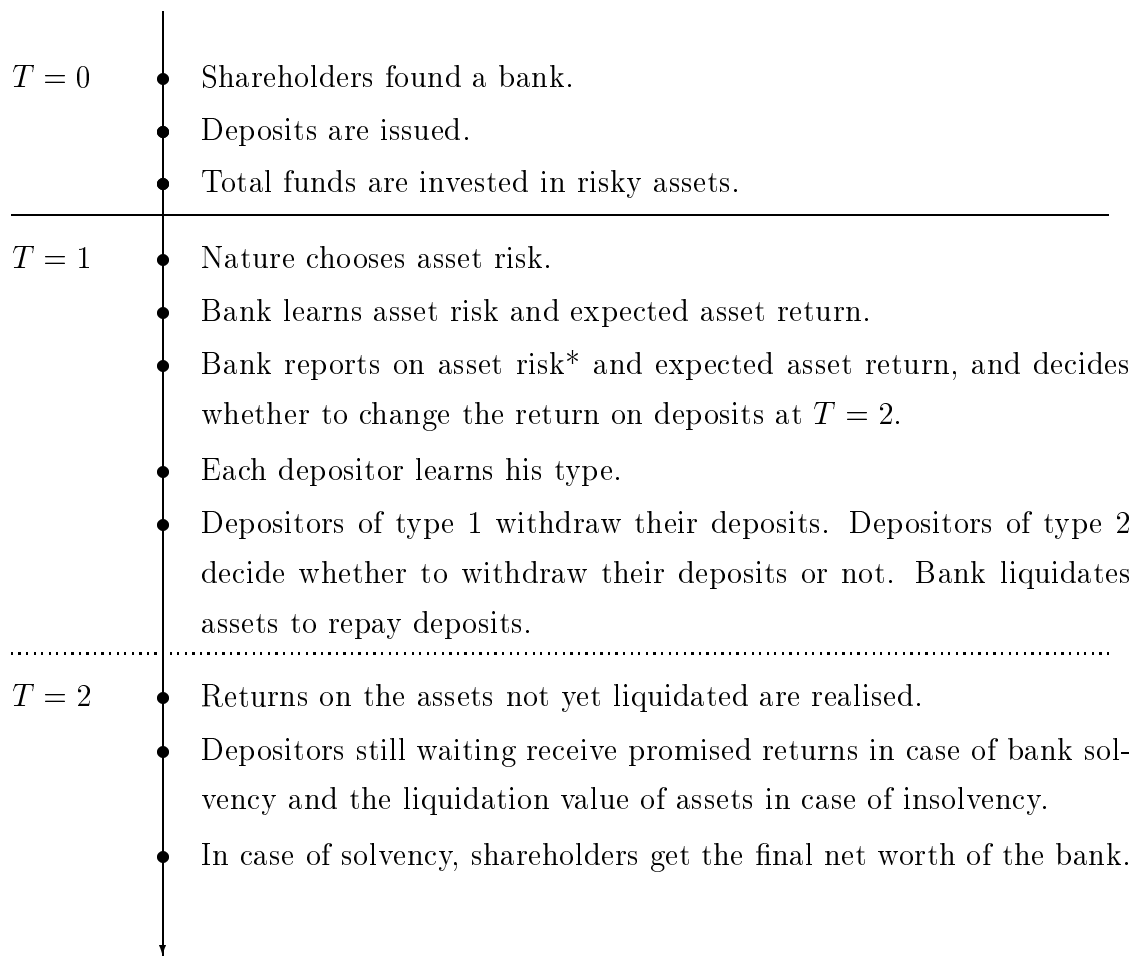 T = 0 Shareholders found a bank.
Deposits are issued.
Total funds are invested in risky assets.
T = 1 Nature chooses asset risk.
Bank learns asset risk and expected asset return.
Bank reports on asset risk* and expected asset return, and decides
whether to change the return on deposits at T = 2.
Each depositor learns his type.
Depositors of type 1 withdraw their deposits. Depositors of type 2
decide whether to withdraw their deposits or not. Bank liquidates
assets to repay deposits.
T = 2 Returns on the assets not yet liquidated are realised.
Depositors still waiting receive promised returns in case of bank sol-
vency and the liquidation value of assets in case of insolvency.
In case of solvency, shareholders get the final net worth of the bank.